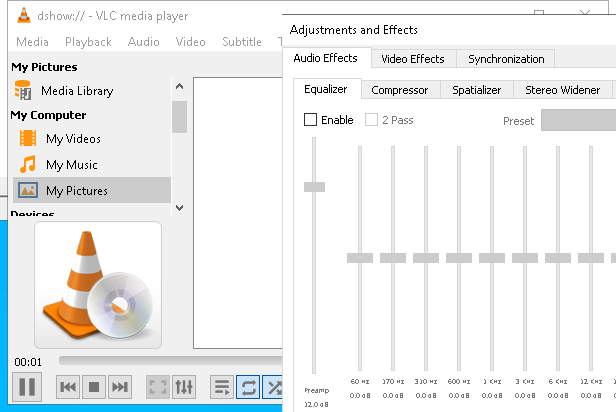 dshow:// - VLC media player
Media Playback Audio Video Subtitle
My Pictures
Media Library
My Computer
My Videos
My Music
My Pictures
Devices
00:01
Adjustments and Effects
Audio Effects Video Effects Synchronization
Equalizer Compressor Spatializer Stereo Widener
Enable 2 Pass Preset
60 Hz 170 Hz 310 Hz 600 Hz 1 KHz 3 KHz 6 KHz 12 KHz
Preamp 0.0 dB 0.0 dB 0.0 dB 0.0 dB 0.0 dB 0.0 dB 0.0 dB 0.0 dB
12.0 dB